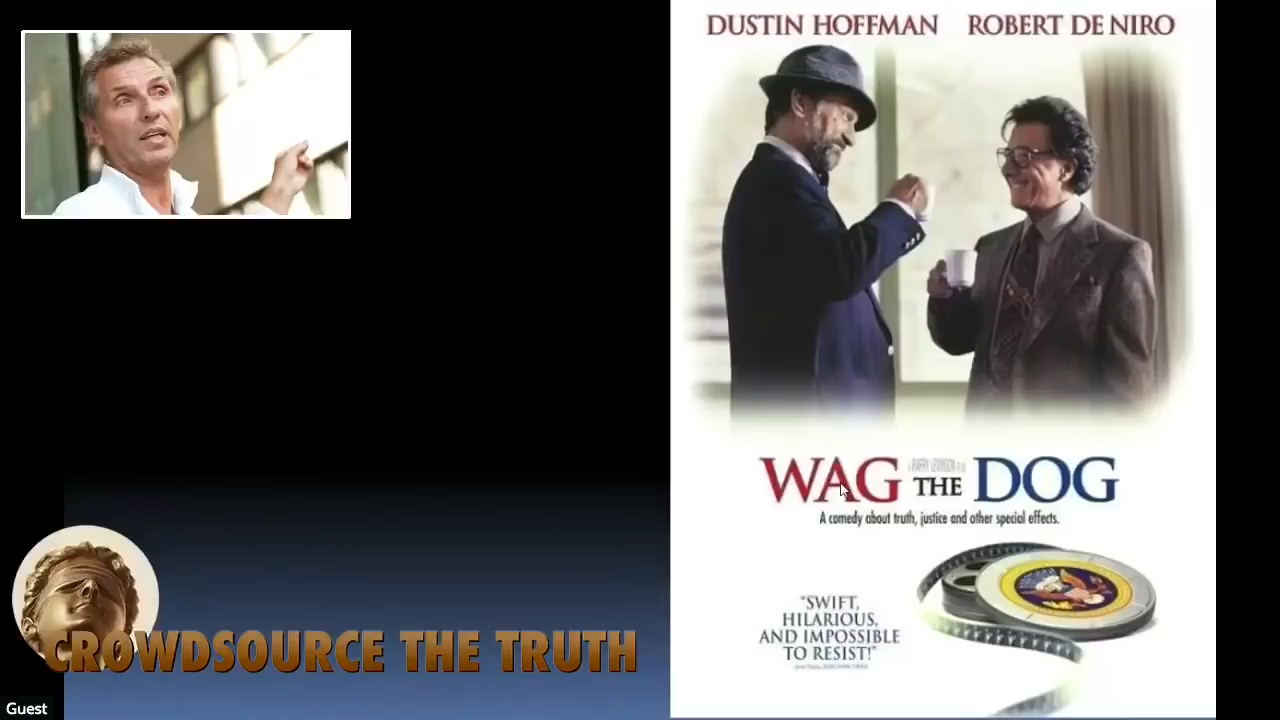 DUSTIN HOFFMAN ROBERT DE NIRO
WAG THE DOG
A comedy about truth, justice and other special effects.
"SWIFT,
HILARIOUS,
AND IMPOSSIBLE
TO RESIST!"
CROWDSOURCE THE TRUTH
Guest